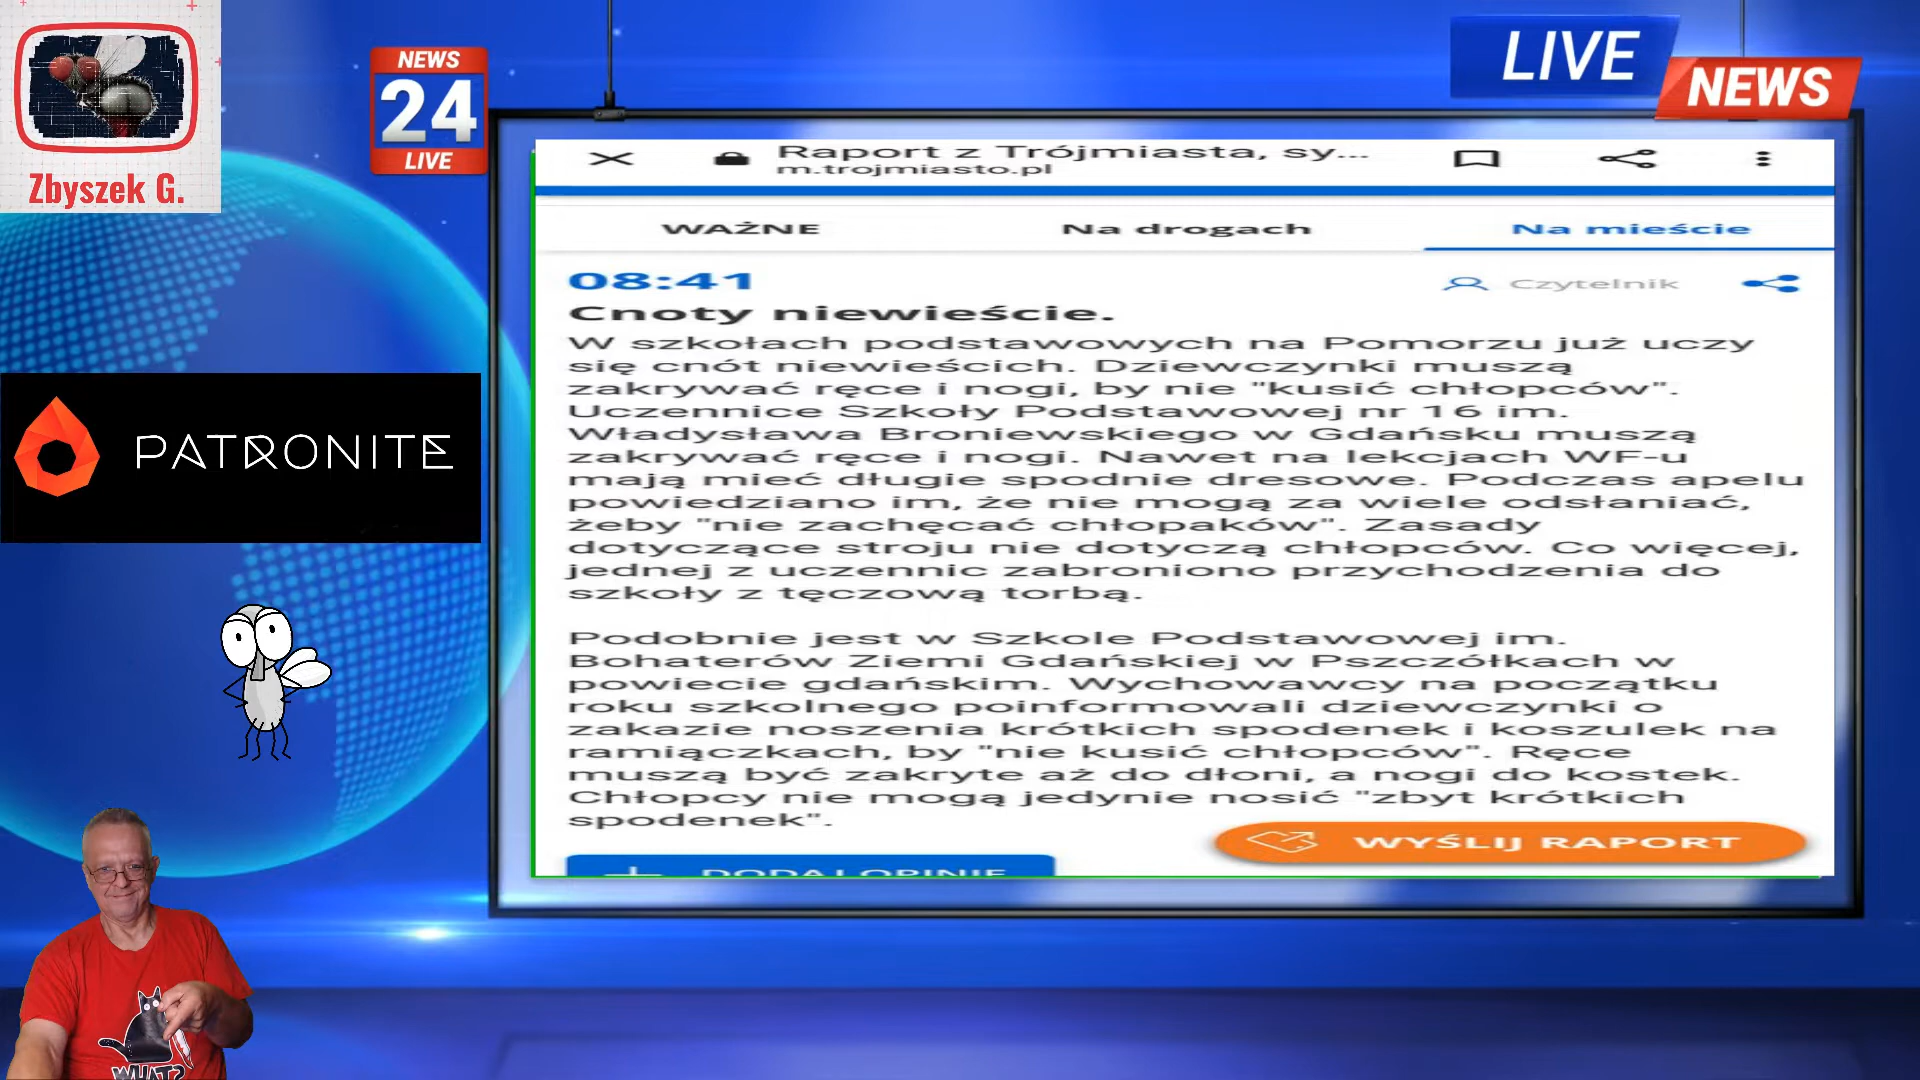 Zbyszek G.
NEWS
24
LIVE
LIVE
NEWS
Raport z Trójmiasta, sy...
m.trojmiasto.pl
WAŻNE
Na drogach
Na mieście
08:41
Czytelnik
Cnoty niewieście.
W szkołach podstawowych na Pomorzu już uczy
się cnót niewieścich. Dziewczynki muszą
zakrywać ręce i nogi, by nie "kusić chłopców".
Uczennice Szkoły Podstawowej nr 16 im.
Władysława Broniewskiego w Gdańsku muszą
zakrywać ręce i nogi. Nawet na lekcjach WF-u
mają mieć długie spodnie dresowe. Podczas apelu
powiedziano im, że nie mogą za wiele odsłaniać,
żeby "nie zachęcać chłopaków". Zasady
dotyczące stroju nie dotyczą chłopców. Co więcej,
jednej z uczennic zabroniono przychodzenia do
szkoły z tęczową torbą.
Podobnie jest w Szkole Podstawowej im.
Bohaterów Ziemi Gdańskiej w Pszczółkach w
powiecie gdańskim. Wychowawcy na początku
roku szkolnego poinformowali dziewczynki o
zakazie noszenia krótkich spodenek i koszulek na
ramiączkach, by "nie kusić chłopców". Ręce
muszą być zakryte aż do dłoni, a nogi do kostek.
Chłopcy nie mogą jedynie nosić "zbyt krótkich
spodenek".
WYŚLIJ RAPORT
DODAJ OPINIĘ
PATRONITE
WHAT?